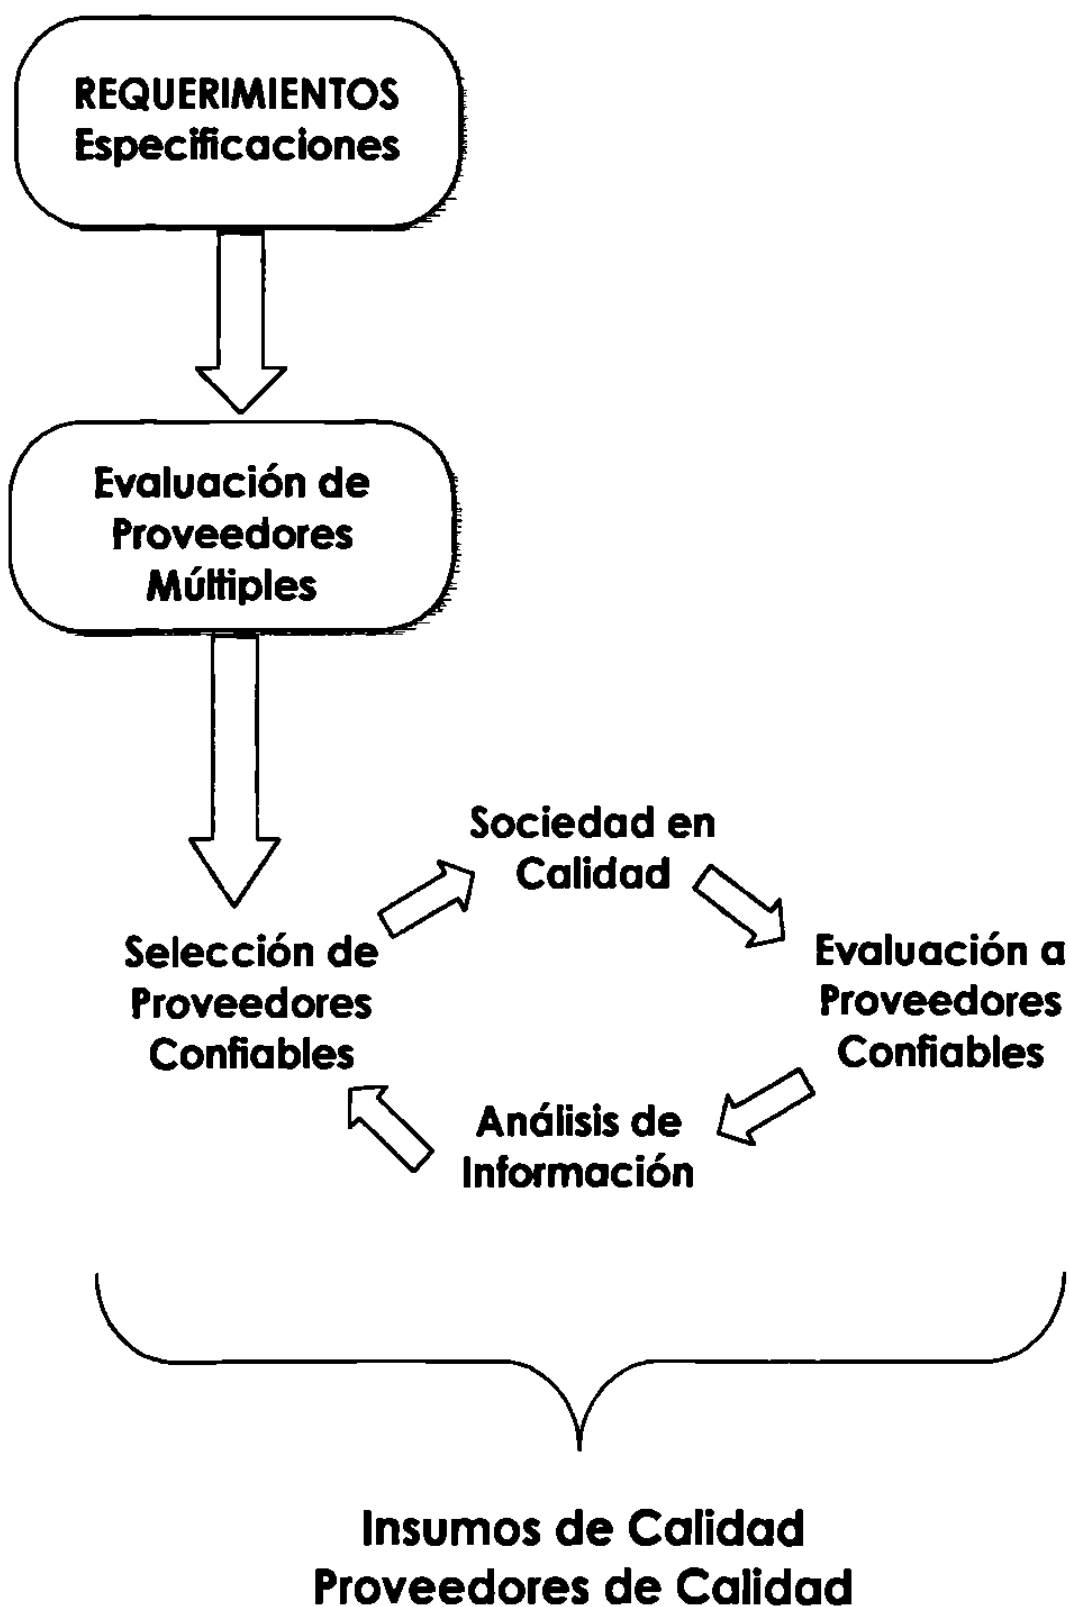 REQUERIMIENTOS
Especificaciones
Evaluación de
Proveedores
Múltiples
Sociedad en
Calidad
Selección de
Proveedores
Confiables
Evaluación a
Proveedores
Confiables
Análisis de
Información
Insumos de Calidad
Proveedores de Calidad